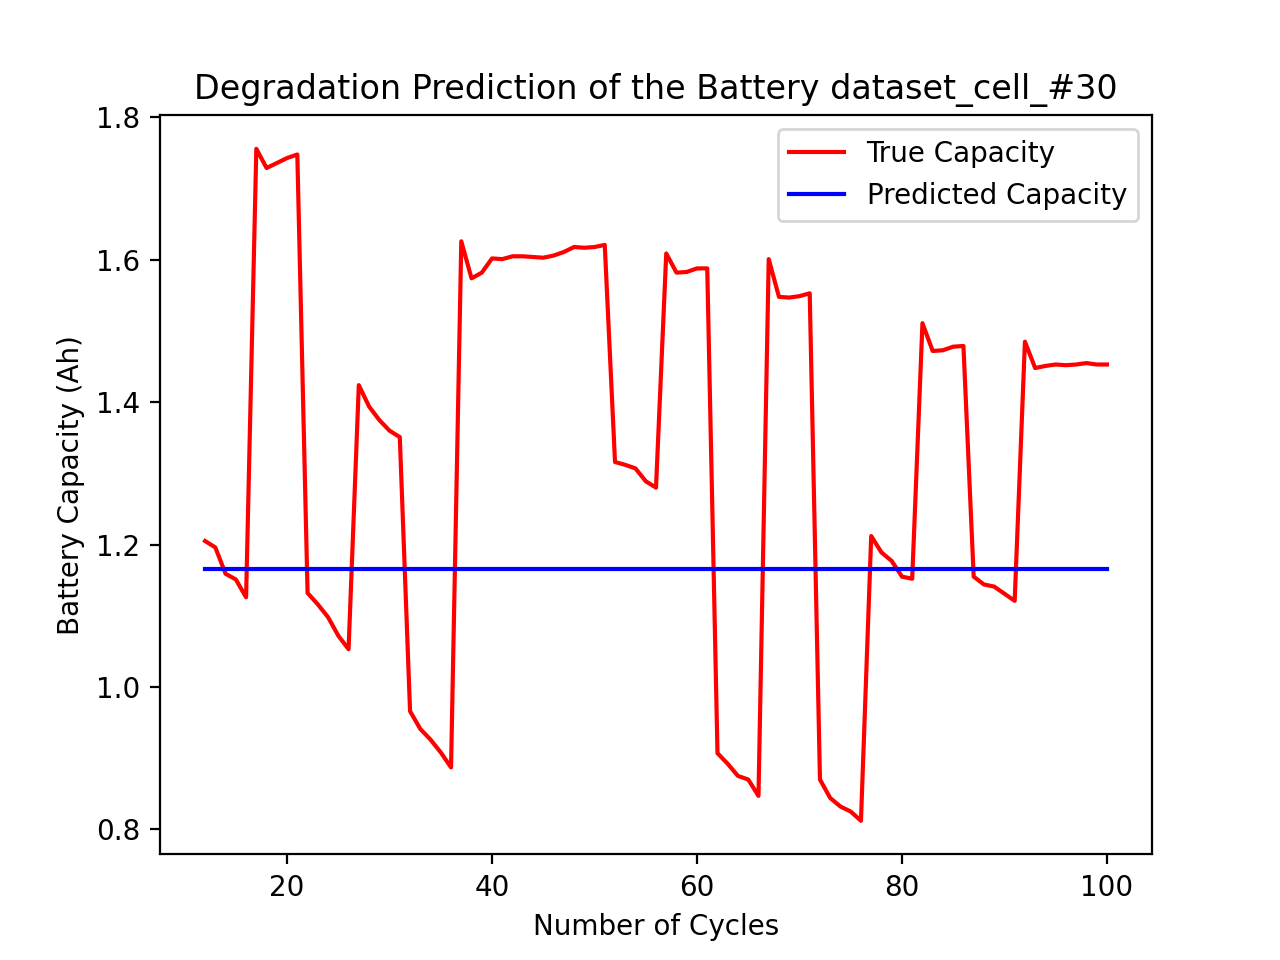 Degradation Prediction of the Battery dataset_cell_#30
True Capacity
Predicted Capacity
Battery Capacity (Ah)
1.8
1.6
1.4
1.2
1.0
0.8
20 40 60 80 100
Number of Cycles